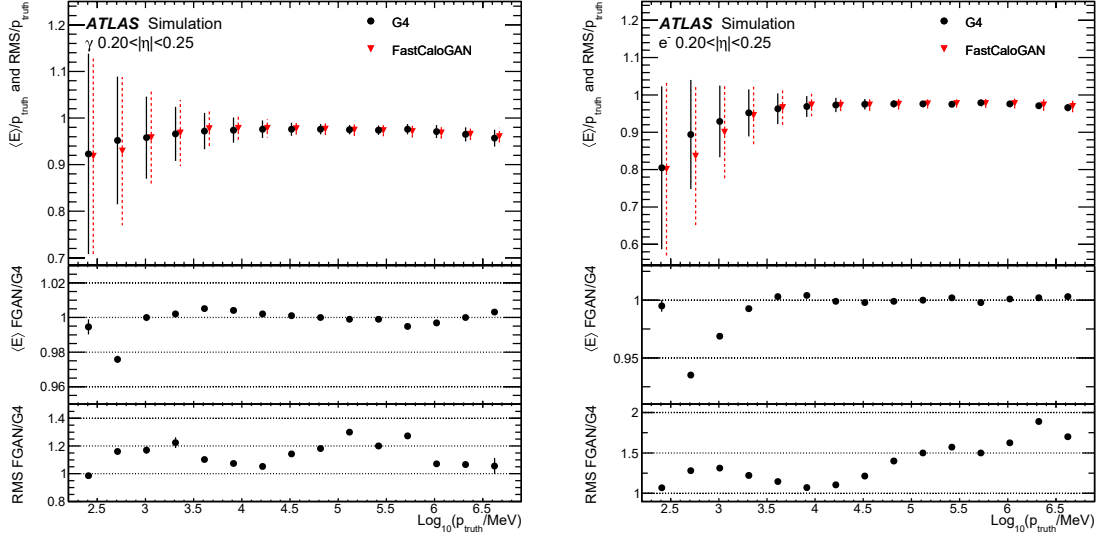 ATLAS Simulation
γ 0.20<|η|<0.25
G4
FastCaloGAN
⟨E⟩/p_truth and RMS/p_truth
1.2
1.1
1
0.9
0.8
0.7
⟨E⟩ FGAN/G4
1.02
1
0.98
0.96
RMS FGAN/G4
1.4
1.2
1
0.8
2.5 3 3.5 4 4.5 5 5.5 6 6.5
Log10(p_truth/MeV)
ATLAS Simulation
e⁻ 0.20<|η|<0.25
G4
FastCaloGAN
⟨E⟩/p_truth and RMS/p_truth
1.2
1.1
1
0.9
0.8
0.7
0.6
⟨E⟩ FGAN/G4
1
0.95
RMS FGAN/G4
2
1.5
1
2.5 3 3.5 4 4.5 5 5.5 6 6.5
Log10(p_truth/MeV)